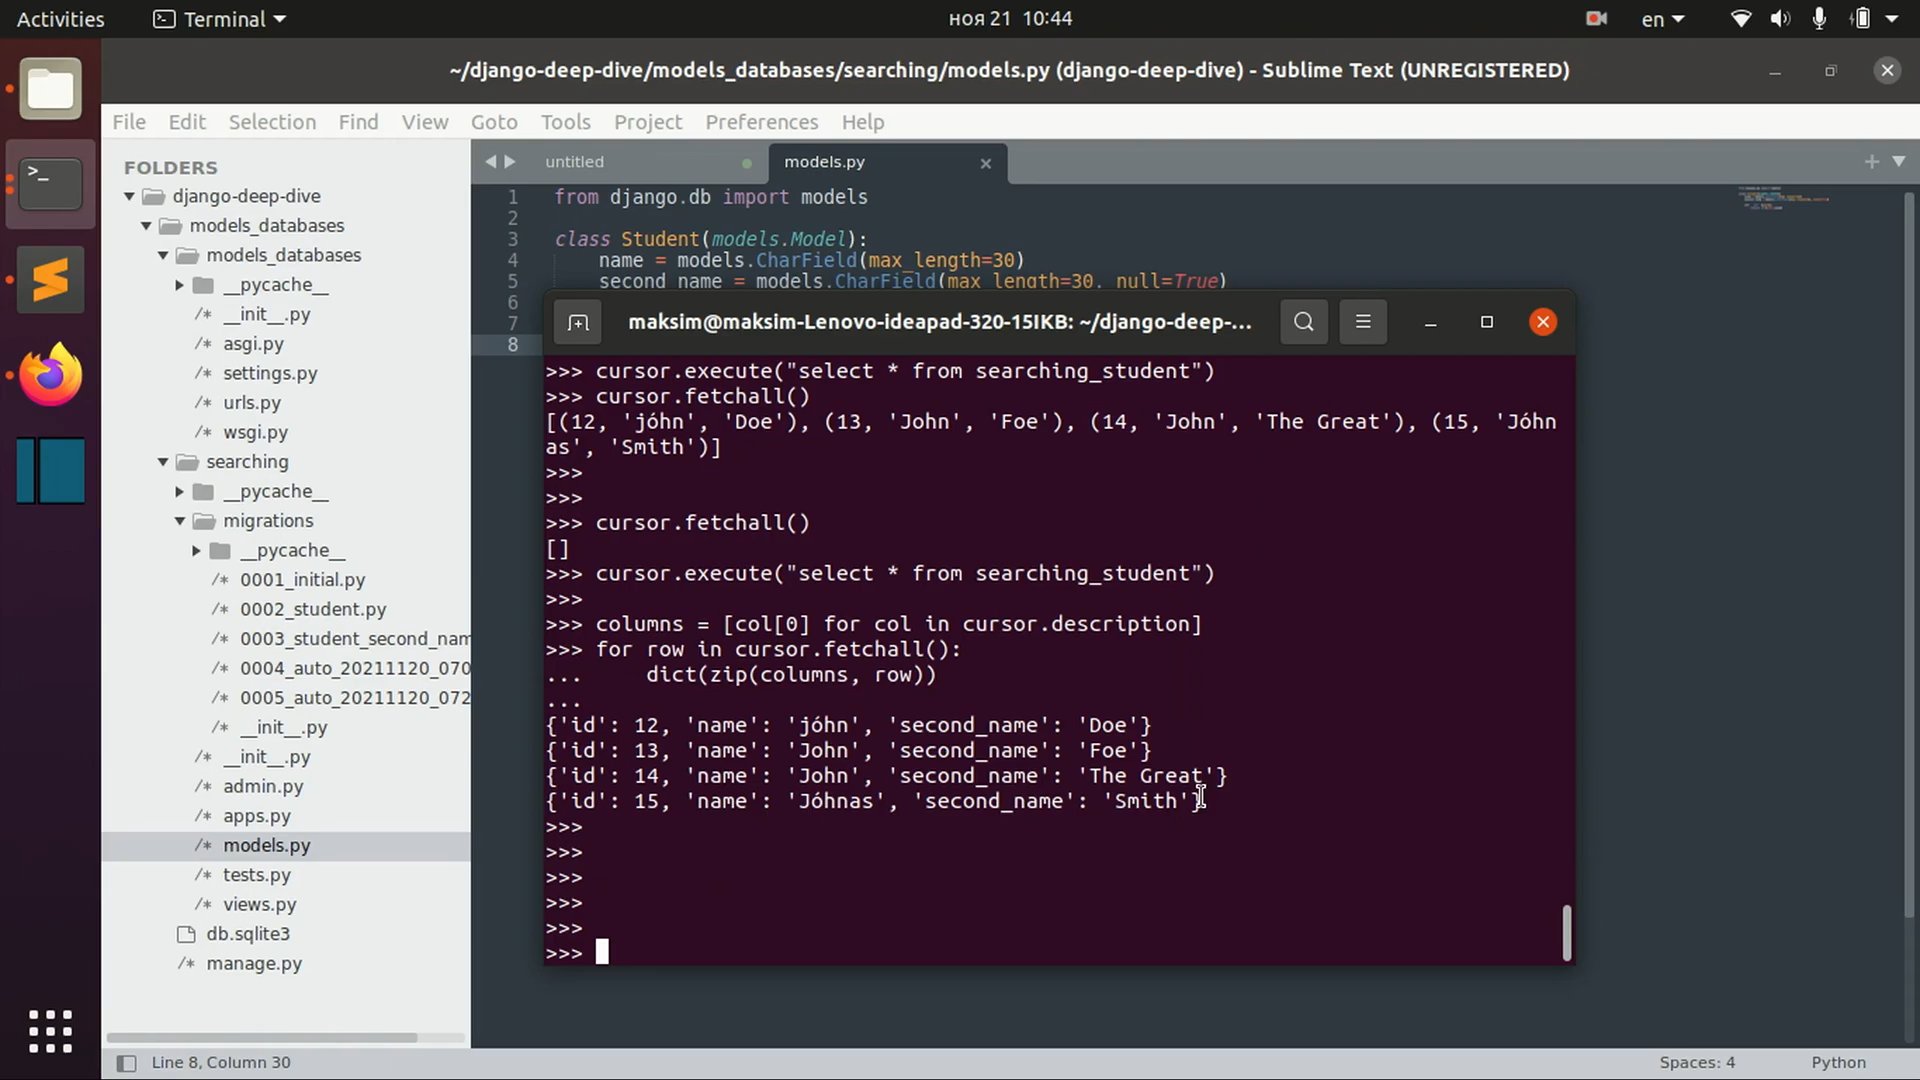 Activities
Terminal
ноя 21 10:44
en
~/django-deep-dive/models_databases/searching/models.py (django-deep-dive) - Sublime Text (UNREGISTERED)
File Edit Selection Find View Goto Tools Project Preferences Help
FOLDERS
django-deep-dive
models_databases
models_databases
__pycache__
/* __init__.py
/* asgi.py
/* settings.py
/* urls.py
/* wsgi.py
searching
__pycache__
migrations
__pycache__
/* 0001_initial.py
/* 0002_student.py
/* 0003_student_second_nam
/* 0004_auto_20211120_070
/* 0005_auto_20211120_072
/* __init__.py
/* __init__.py
/* admin.py
/* apps.py
/* models.py
/* tests.py
/* views.py
db.sqlite3
/* manage.py
untitled
models.py
1 from django.db import models
2
3 class Student(models.Model):
4 name = models.CharField(max_length=30)
5 second_name = models.CharField(max_length=30, null=True)
6
7
8
maksim@maksim-Lenovo-ideapad-320-15IKB: ~/django-deep-...
>>> cursor.execute("select * from searching_student")
>>> cursor.fetchall()
[(12, 'jóhn', 'Doe'), (13, 'John', 'Foe'), (14, 'John', 'The Great'), (15, 'Jóhn
as', 'Smith')]
>>>
>>>
>>> cursor.fetchall()
[]
>>> cursor.execute("select * from searching_student")
>>>
>>> columns = [col[0] for col in cursor.description]
>>> for row in cursor.fetchall():
... dict(zip(columns, row))
...
{'id': 12, 'name': 'jóhn', 'second_name': 'Doe'}
{'id': 13, 'name': 'John', 'second_name': 'Foe'}
{'id': 14, 'name': 'John', 'second_name': 'The Great'}
{'id': 15, 'name': 'Jóhnas', 'second_name': 'Smith'}
>>>
>>>
>>>
>>>
>>>
>>>
Line 8, Column 30
Spaces: 4
Python